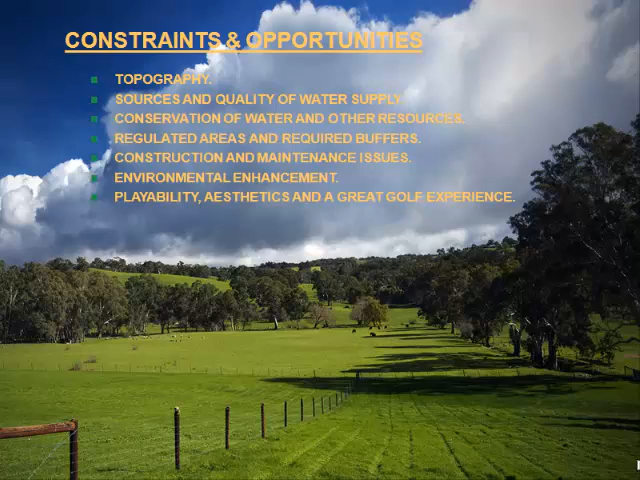 CONSTRAINTS & OPPORTUNITIES
TOPOGRAPHY.
SOURCES AND QUALITY OF WATER SUPPLY.
CONSERVATION OF WATER AND OTHER RESOURCES.
REGULATED AREAS AND REQUIRED BUFFERS.
CONSTRUCTION AND MAINTENANCE ISSUES.
ENVIRONMENTAL ENHANCEMENT.
PLAYABILITY, AESTHETICS AND A GREAT GOLF EXPERIENCE.